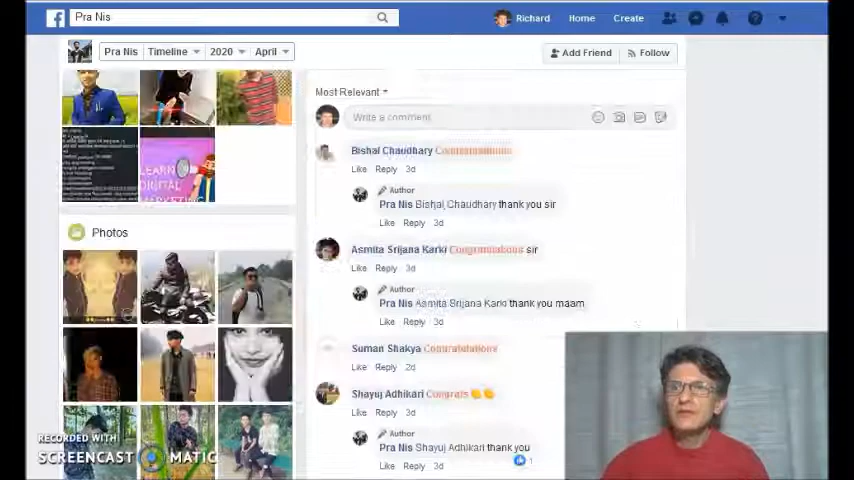 Pra Nis
Richard Home Create
Pra Nis Timeline 2020 April
Add Friend Follow
Most Relevant
Write a comment
Bishal Chaudhary Congratulations
Like Reply 3d
Author
Pra Nis Bishal Chaudhary thank you sir
Like Reply 3d
Asmita Srijana Karki Congratulations sir
Like Reply 3d
Author
Pra Nis Asmita Srijana Karki thank you maam
Like Reply 3d
Suman Shakya Congratulations
Like Reply 2d
Shayuj Adhikari Congrats 👏👏
Like Reply 3d
Author
Pra Nis Shayuj Adhikari thank you
1
Like Reply 3d
LEARN
DIGITAL
MARKETING
Photos
RECORDED WITH
SCREENCAST MATIC